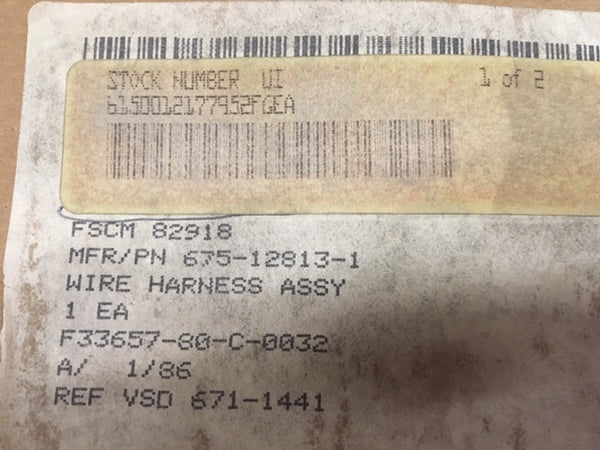 STOCK NUMBER UI 1 of 2
6150012177952FGEA
FSCM 82918
MFR/PN 675-12813-1
WIRE HARNESS ASSY
1 EA
F33657-80-C-0032
A/ 1/86
REF VSD 671-1441